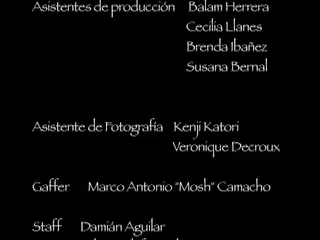 Asistentes de producción Balam Herrera
Cecilia Llanes
Brenda Ibañez
Susana Bernal
Asistente de Fotografía Kenji Katori
Veronique Decroux
Gaffer Marco Antonio "Mosh" Camacho
Staff Damián Aguilar